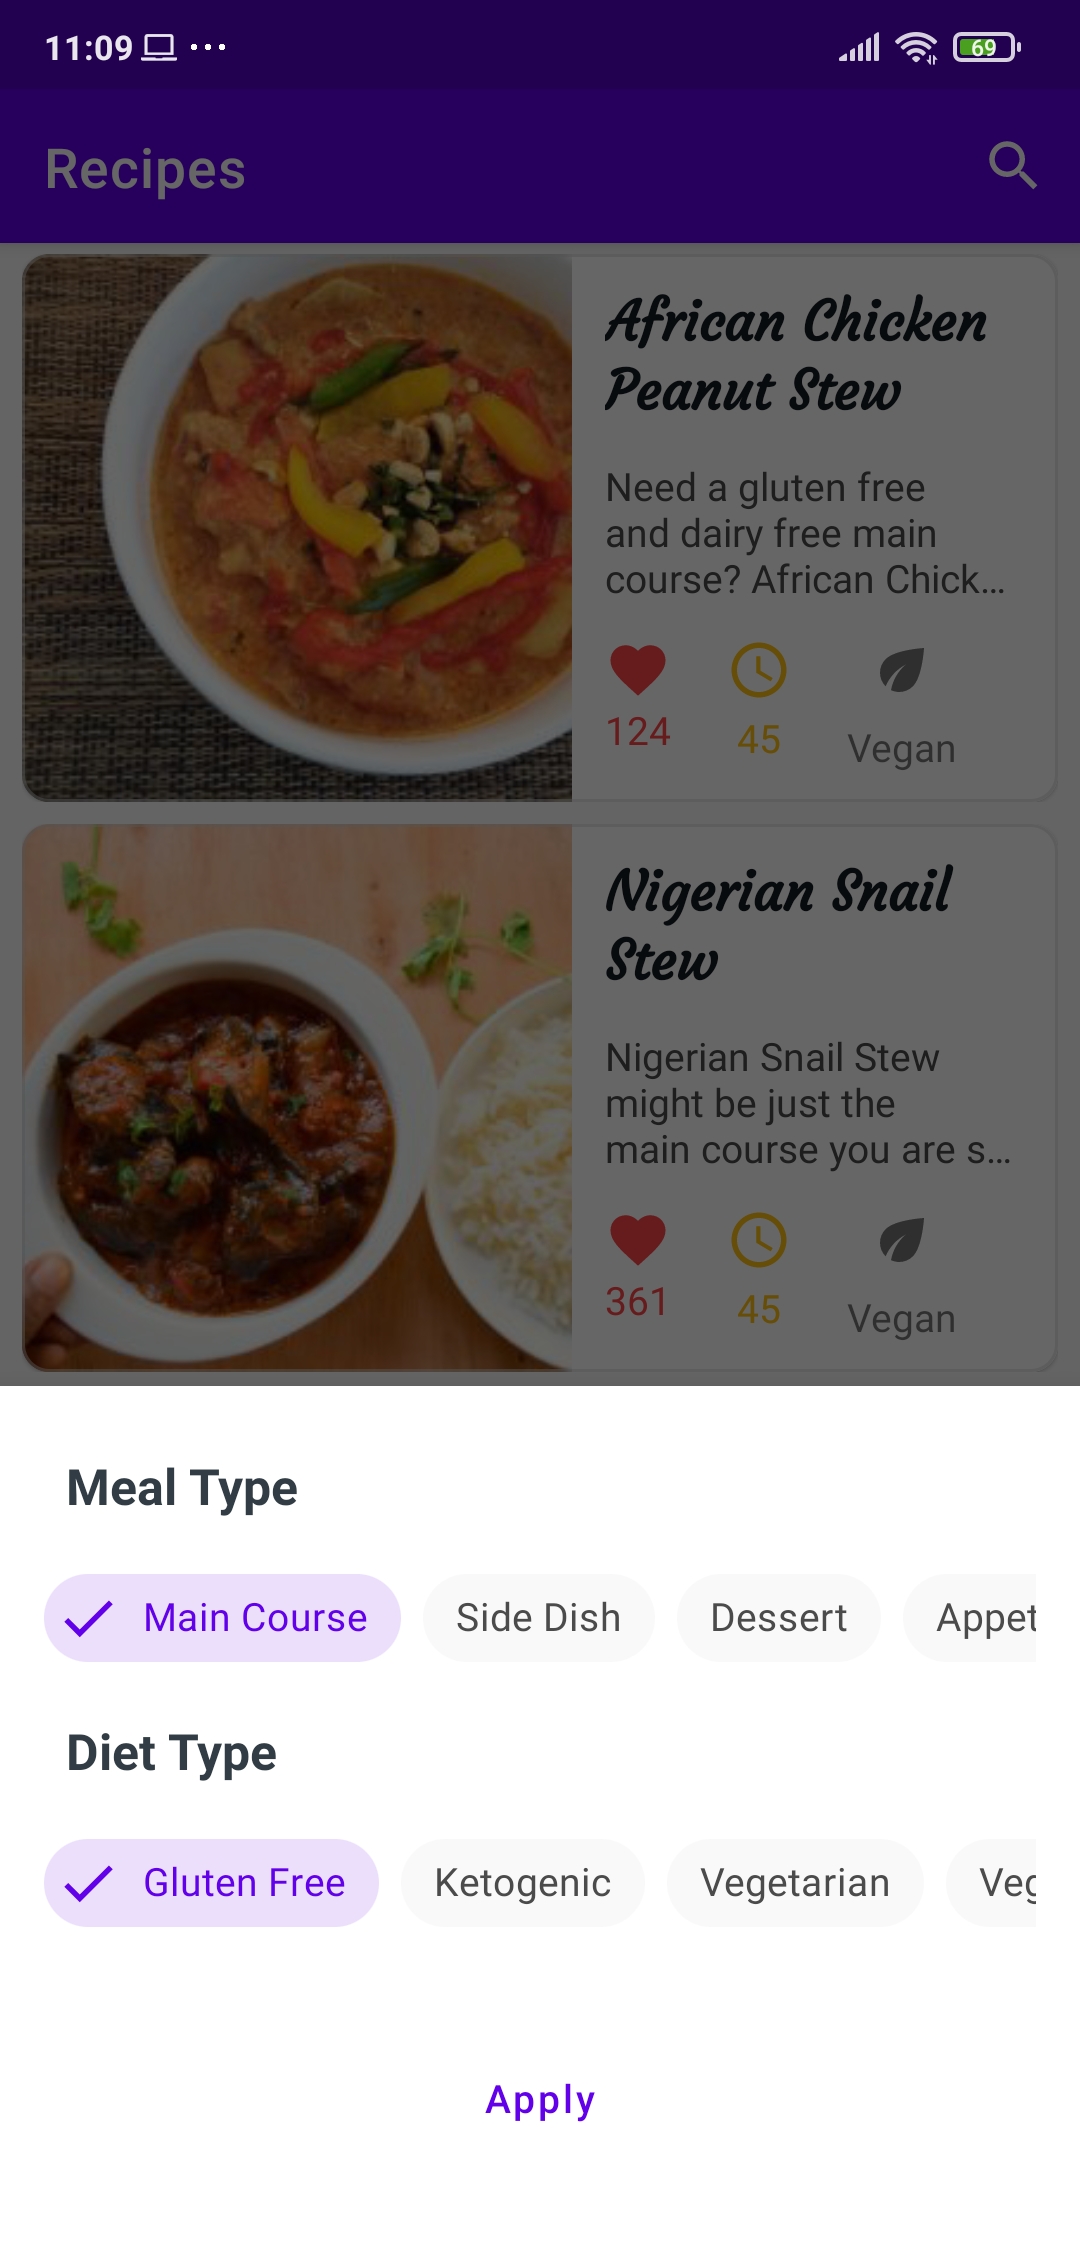 11:09
69
Recipes
African Chicken
Peanut Stew
Need a gluten free
and dairy free main
course? African Chick...
124
45
Vegan
Nigerian Snail
Stew
Nigerian Snail Stew
might be just the
main course you are s...
361
45
Vegan
Meal Type
Main Course
Side Dish
Dessert
Appet
Diet Type
Gluten Free
Ketogenic
Vegetarian
Veg
Apply